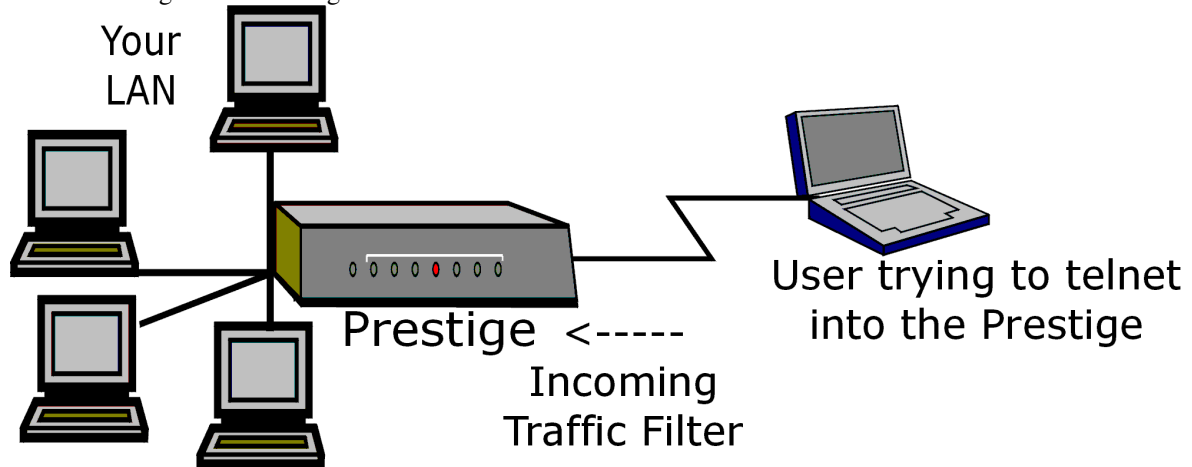 Your
LAN
User trying to telnet
into the Prestige
Prestige <-----
Incoming
Traffic Filter